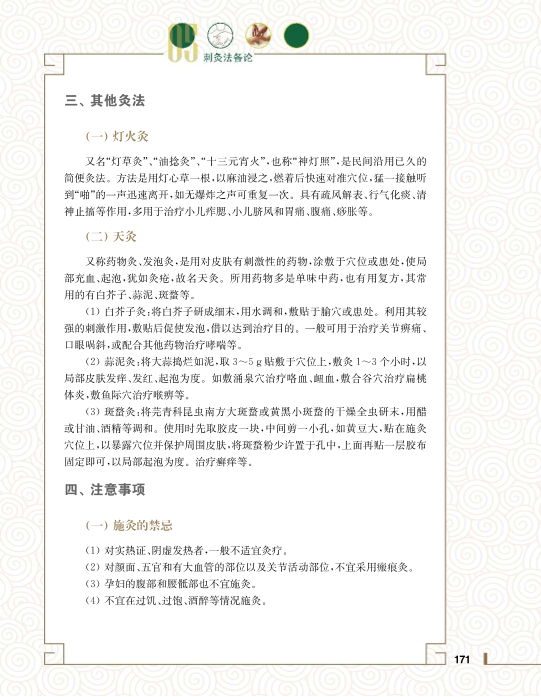 05
刺灸法各论
三、其他灸法
(一) 灯火灸
又名“灯草灸”、“油捻灸”、“十三元宵火”,也称“神灯照”,是民间沿用已久的
简便灸法。方法是用灯心草一根,以麻油浸之,燃着后快速对准穴位,猛一接触听
到“啪”的一声迅速离开,如无爆炸之声可重复一次。具有疏风解表、行气化痰、清
神止搐等作用,多用于治疗小儿痄腮、小儿脐风和胃痛、腹痛、痧胀等。
(二) 天灸
又称药物灸、发泡灸,是用对皮肤有刺激性的药物,涂敷于穴位或患处,使局
部充血、起泡,犹如灸疮,故名天灸。所用药物多是单味中药,也有用复方,其常
用的有白芥子、蒜泥、斑蝥等。
(1) 白芥子灸:将白芥子研成细末,用水调和,敷贴于腧穴或患处。利用其较
强的刺激作用,敷贴后促使发泡,借以达到治疗目的。一般可用于治疗关节痹痛、
口眼㖞斜,或配合其他药物治疗哮喘等。
(2) 蒜泥灸:将大蒜捣烂如泥,取 3～5 g 贴敷于穴位上,敷灸 1～3 个小时,以
局部皮肤发痒、发红、起泡为度。如敷涌泉穴治疗咯血、衄血,敷合谷穴治疗扁桃
体炎,敷鱼际穴治疗喉痹等。
(3) 斑蝥灸:将芫青科昆虫南方大斑蝥或黄黑小斑蝥的干燥全虫研末,用醋
或甘油、酒精等调和。使用时先取胶皮一块,中间剪一小孔,如黄豆大,贴在施灸
穴位上,以暴露穴位并保护周围皮肤,将斑蝥粉少许置于孔中,上面再贴一层胶布
固定即可,以局部起泡为度。治疗癣痒等。
四、注意事项
(一) 施灸的禁忌
(1) 对实热证、阴虚发热者,一般不适宜灸疗。
(2) 对颜面、五官和有大血管的部位以及关节活动部位,不宜采用瘢痕灸。
(3) 孕妇的腹部和腰骶部也不宜施灸。
(4) 不宜在过饥、过饱、酒醉等情况施灸。
171